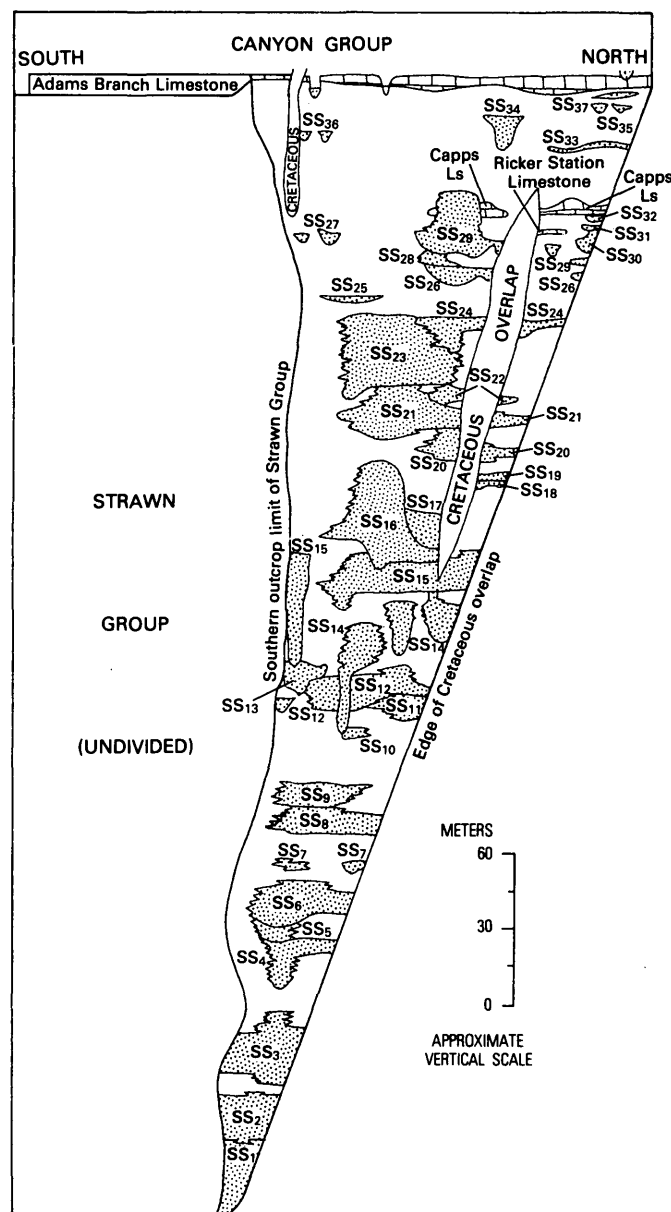 CANYON GROUP
SOUTH
NORTH
Adams Branch Limestone
SS34
SS37
SS35
SS36
SS33
CRETACEOUS
Capps
Ls
Ricker Station
Limestone
Capps
Ls
SS32
SS31
SS30
SS27
SS29
SS28
SS26
SS29
SS26
SS25
SS24
SS24
OVERLAP
SS23
SS22
SS21
SS21
SS20
SS20
SS19
SS18
CRETACEOUS
STRAWN
SS17
SS16
SS15
SS15
Southern outcrop limit of Strawn Group
GROUP
SS14
SS14
SS13
SS12
SS12
SS11
SS10
Edge of Cretaceous overlap
(UNDIVIDED)
SS9
SS8
SS7
SS7
SS6
SS5
SS4
METERS
60
30
0
APPROXIMATE
VERTICAL SCALE
SS3
SS2
SS1